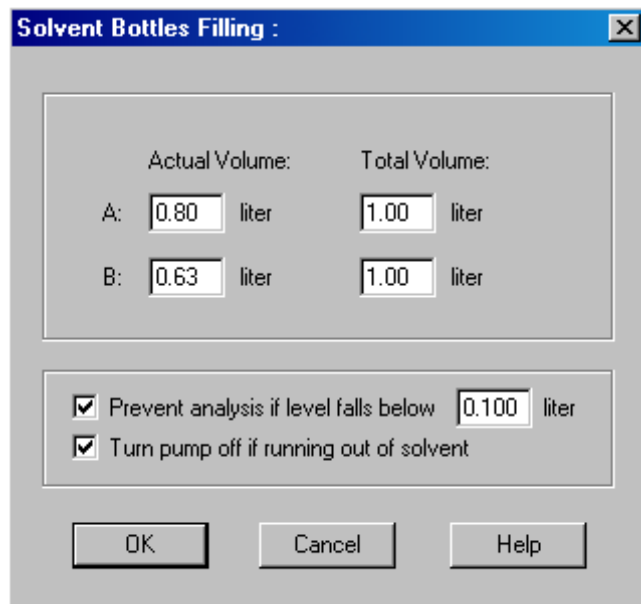 Solvent Bottles Filling :
Actual Volume: Total Volume:
A: 0.80 liter 1.00 liter
B: 0.63 liter 1.00 liter
Prevent analysis if level falls below 0.100 liter
Turn pump off if running out of solvent
OK Cancel Help